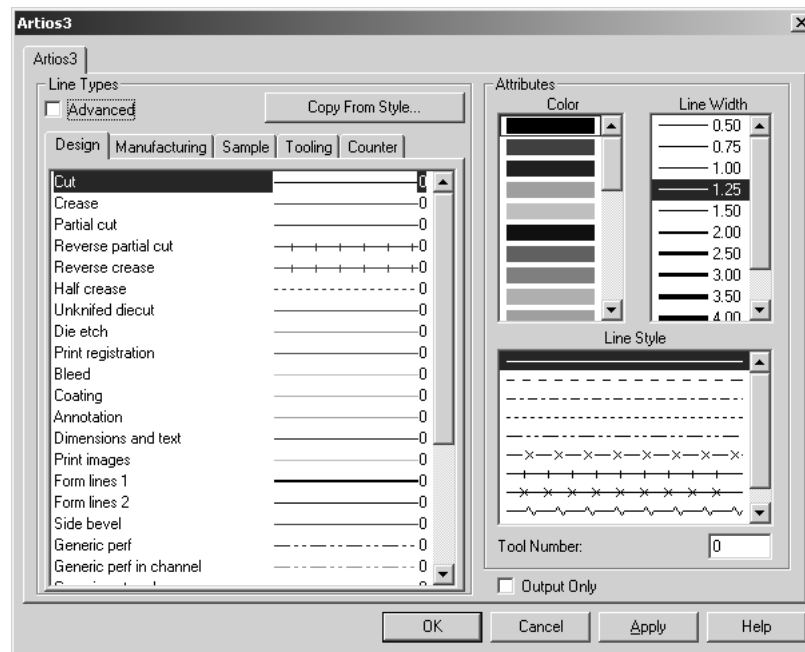 Artios3
Artios3
Line Types
Advanced
Copy From Style...
Design Manufacturing Sample Tooling Counter
Cut 0
Crease 0
Partial cut 0
Reverse partial cut 0
Reverse crease 0
Half crease 0
Unknifed diecut 0
Die etch 0
Print registration 0
Bleed 0
Coating 0
Annotation 0
Dimensions and text 0
Print images 0
Form lines 1 0
Form lines 2 0
Side bevel 0
Generic perf 0
Generic perf in channel 0
Attributes
Color
Line Width
0.50
0.75
1.00
1.25
1.50
2.00
2.50
3.00
3.50
4.00
Line Style
Tool Number: 0
Output Only
OK Cancel Apply Help